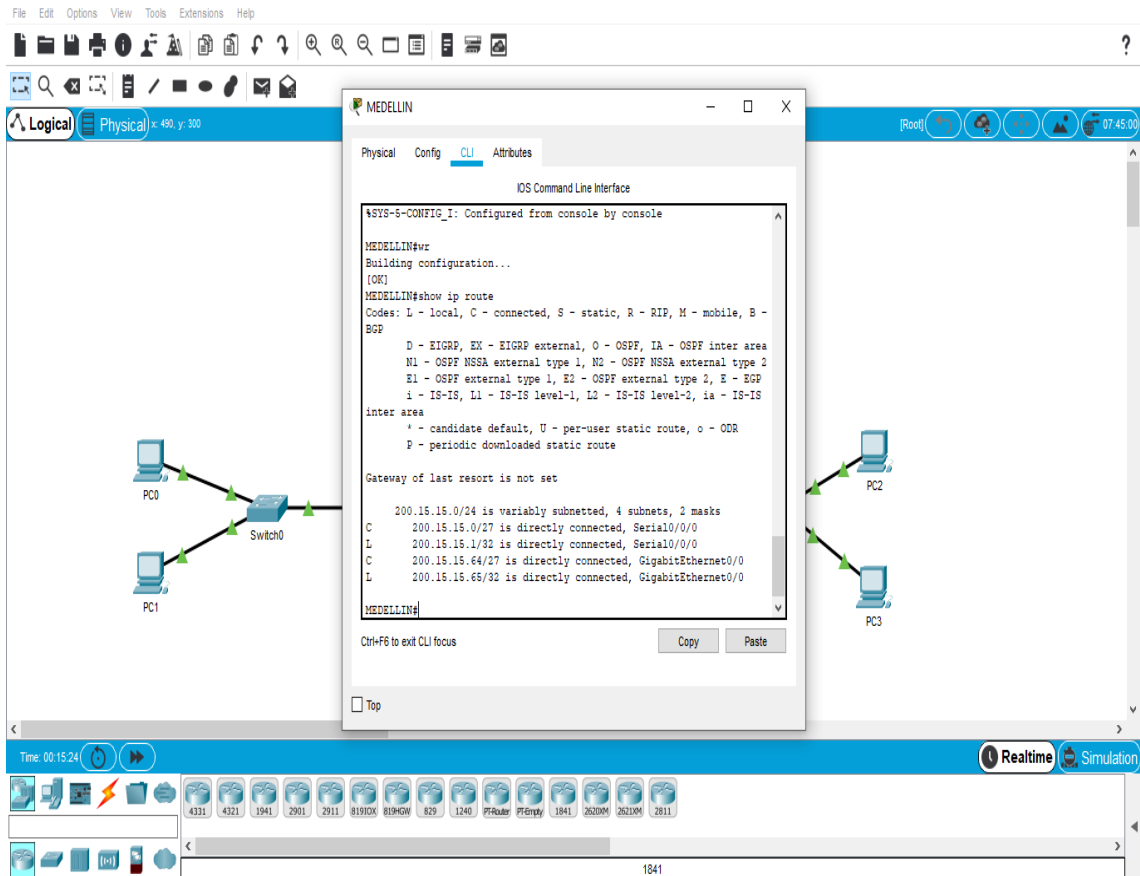 File Edit Options View Tools Extensions Help
?
Logical Physical x: 490, y: 300
[Root] 07:45:00
MEDELLIN
Physical Config CLI Attributes
IOS Command Line Interface
%SYS-5-CONFIG_I: Configured from console by console
MEDELLIN#wr
Building configuration...
[OK]
MEDELLIN#show ip route
Codes: L - local, C - connected, S - static, R - RIP, M - mobile, B -
BGP
D - EIGRP, EX - EIGRP external, O - OSPF, IA - OSPF inter area
N1 - OSPF NSSA external type 1, N2 - OSPF NSSA external type 2
E1 - OSPF external type 1, E2 - OSPF external type 2, E - EGP
i - IS-IS, L1 - IS-IS level-1, L2 - IS-IS level-2, ia - IS-IS
inter area
* - candidate default, U - per-user static route, o - ODR
P - periodic downloaded static route
Gateway of last resort is not set
200.15.15.0/24 is variably subnetted, 4 subnets, 2 masks
C 200.15.15.0/27 is directly connected, Serial0/0/0
L 200.15.15.1/32 is directly connected, Serial0/0/0
C 200.15.15.64/27 is directly connected, GigabitEthernet0/0
L 200.15.15.65/32 is directly connected, GigabitEthernet0/0
MEDELLIN#
Ctrl+F6 to exit CLI focus Copy Paste
Top
PC0
Switch0
PC1
PC2
PC3
Time: 00:15:24 Realtime Simulation
4331 4321 1941 2901 2911 819IOX 819HGW 829 1240 PT-Router PT-Empty 1841 2620XM 2621XM 2811
1841